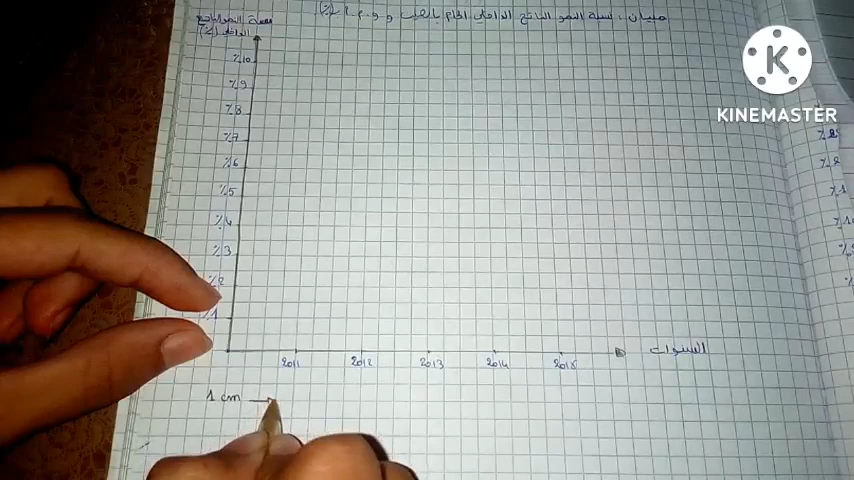 مبيان : نسبة النمو الناتج الداخلي الخام بالصين و و.م.أ (%)
نسبة النمو الناتج
الداخلي (%)
K
KINEMASTER
%10
%9
%8
%7
%6
%5
%4
%3
%2
%1
2011 2012 2013 2014 2015
السنوات
1 cm →